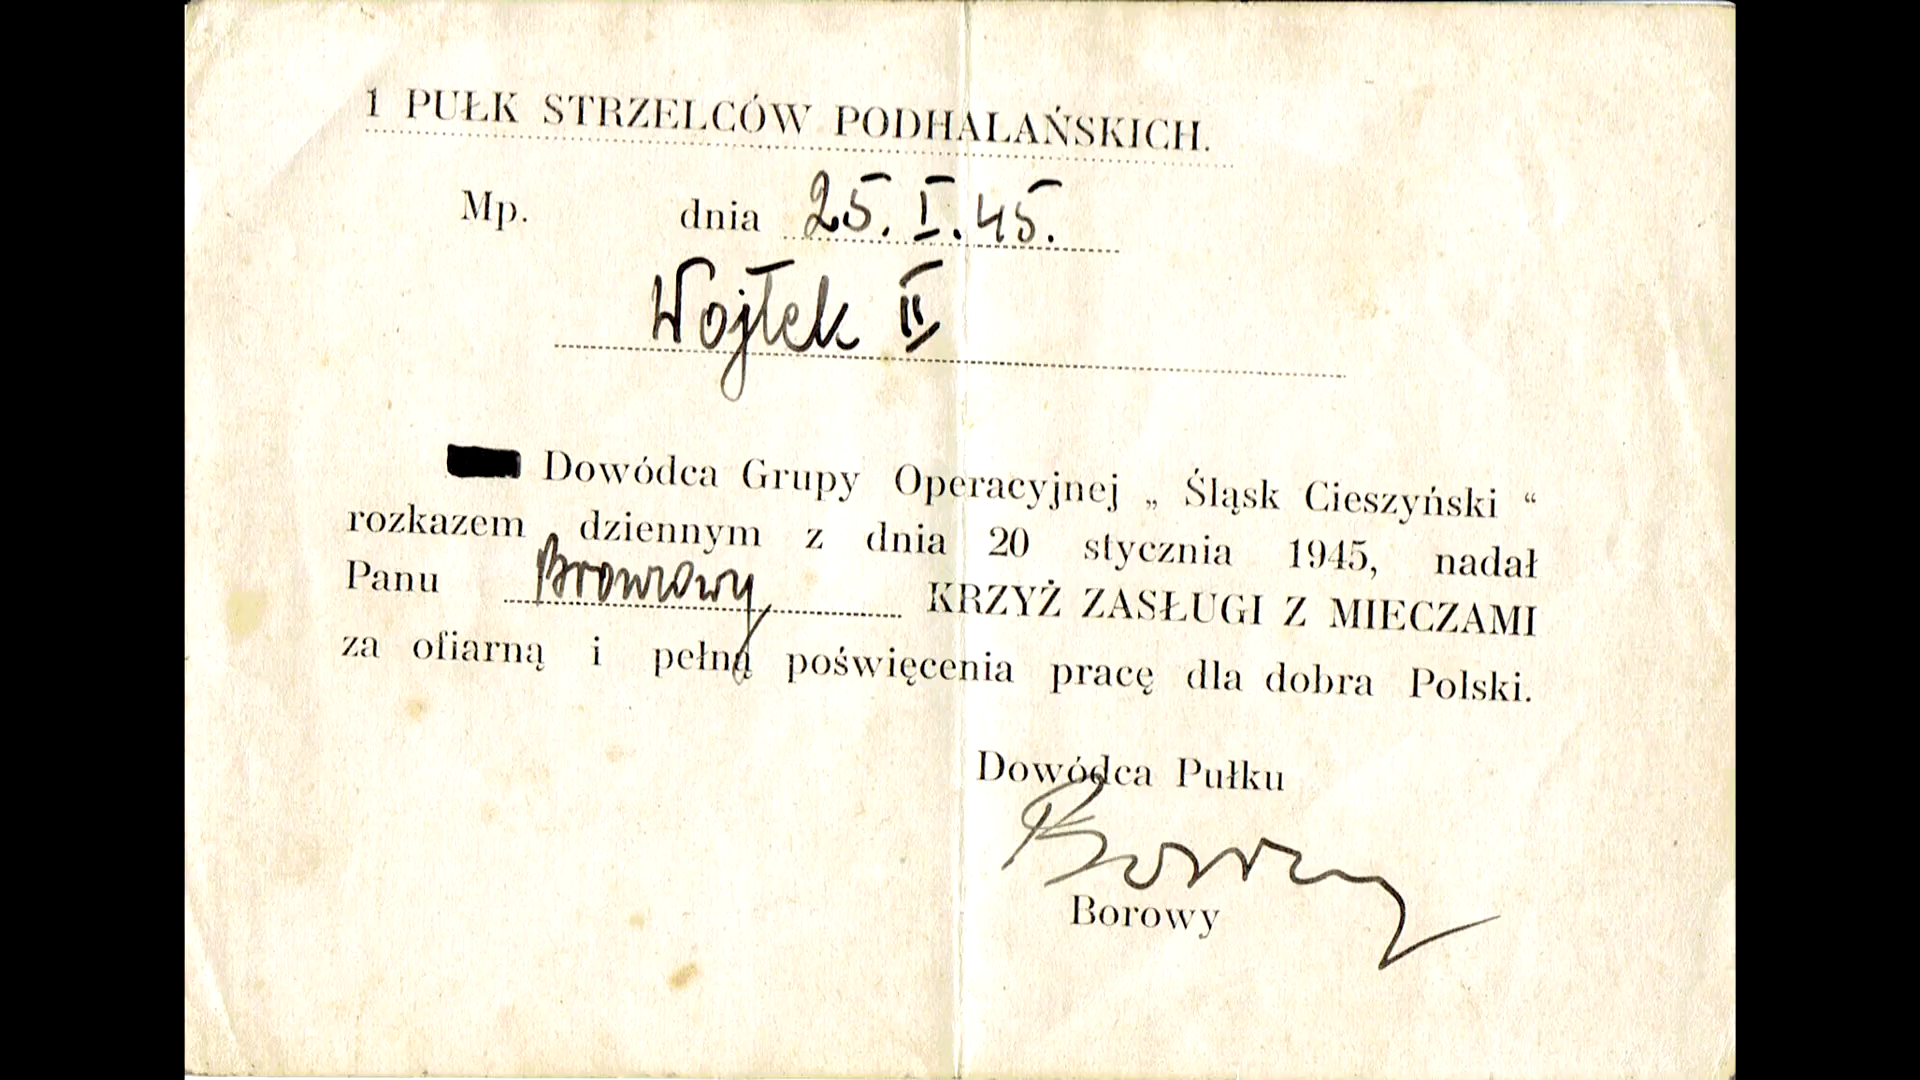 1 PUŁK STRZELCÓW PODHALAŃSKICH.
Mp. dnia 25.I.45.
Wojtek II
Dowódca Grupy Operacyjnej „ Śląsk Cieszyński “
rozkazem dziennym z dnia 20 stycznia 1945, nadał
Panu KRZYŻ ZASŁUGI Z MIECZAMI
za ofiarną i pełną poświęcenia pracę dla dobra Polski.
Dowódca Pułku
Borowy
Borowy